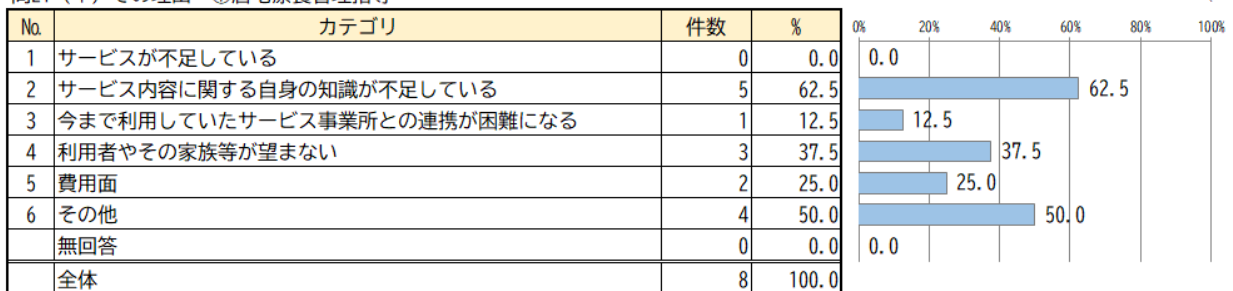 No. カテゴリ 件数 % 0% 20% 40% 60% 80% 100%
1 サービスが不足している 0 0.0 0.0
2 サービス内容に関する自身の知識が不足している 5 62.5 62.5
3 今まで利用していたサービス事業所との連携が困難になる 1 12.5 12.5
4 利用者やその家族等が望まない 3 37.5 37.5
5 費用面 2 25.0 25.0
6 その他 4 50.0 50.0
無回答 0 0.0 0.0
全体 8 100.0